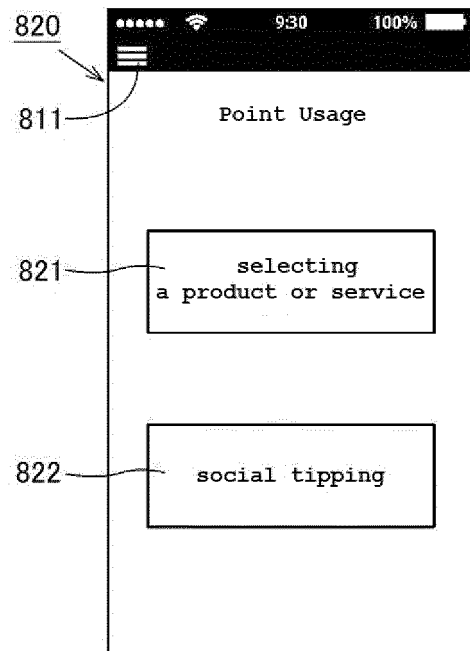 820
9:30 100%
811
Point Usage
821
selecting
a product or service
822
social tipping